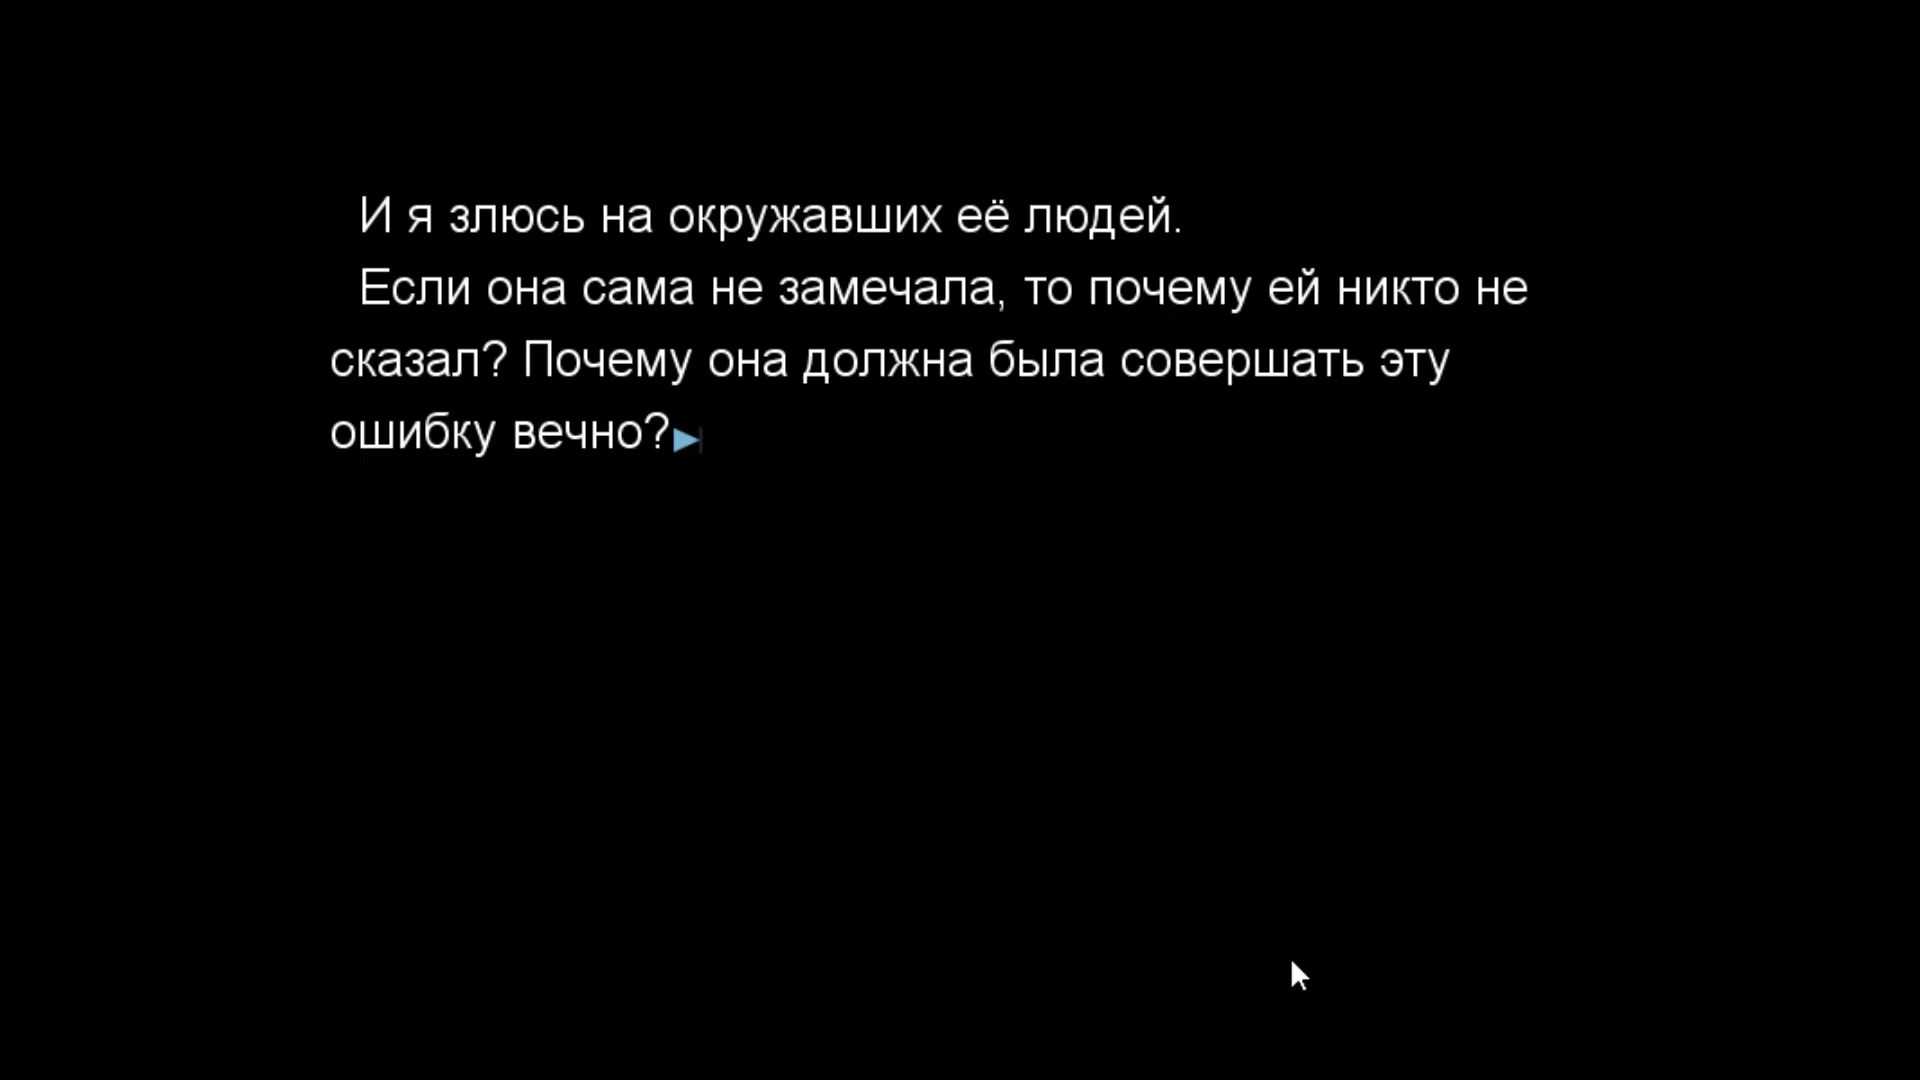 И я злюсь на окружавших её людей.
Если она сама не замечала, то почему ей никто не
сказал? Почему она должна была совершать эту
ошибку вечно?